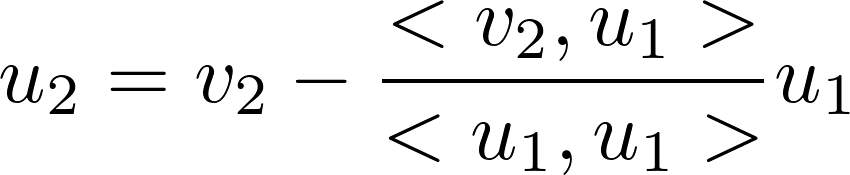 u_2 = v_2 - \frac{< v_2, u_1 >}{< u_1, u_1 >} u_1